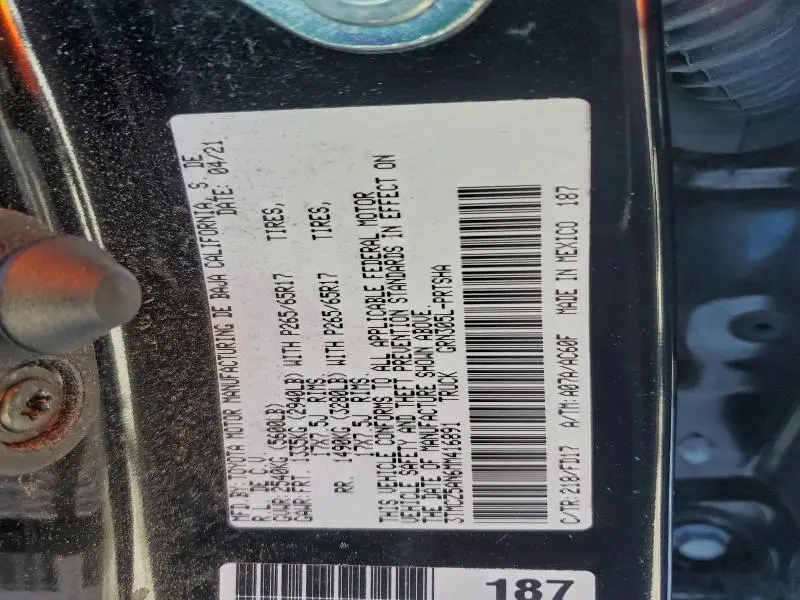 MFD BY: TOYOTA MOTOR MANUFACTURING DE BAJA CALIFORNIA, S. DE
R.L. DE C.V. DATE: 04/21
GVWR: 2540KG (5600LB)
GAWR: FRT. 1335KG (2940LB) WITH P265/65R17 TIRES,
17X7.5J RIMS
RR. 1490KG (3280LB) WITH P265/65R17 TIRES,
17X7.5J RIMS
THIS VEHICLE CONFORMS TO ALL APPLICABLE FEDERAL MOTOR
VEHICLE SAFETY AND THEFT PREVENTION STANDARDS IN EFFECT ON
THE DATE OF MANUFACTURE SHOWN ABOVE.
3TMCZ5AN6MM416891 TRUCK GRN305L-PRTSHA
C/TR:218/FD17 A/TM:A07A/AC60F MADE IN MEXICO 187
187